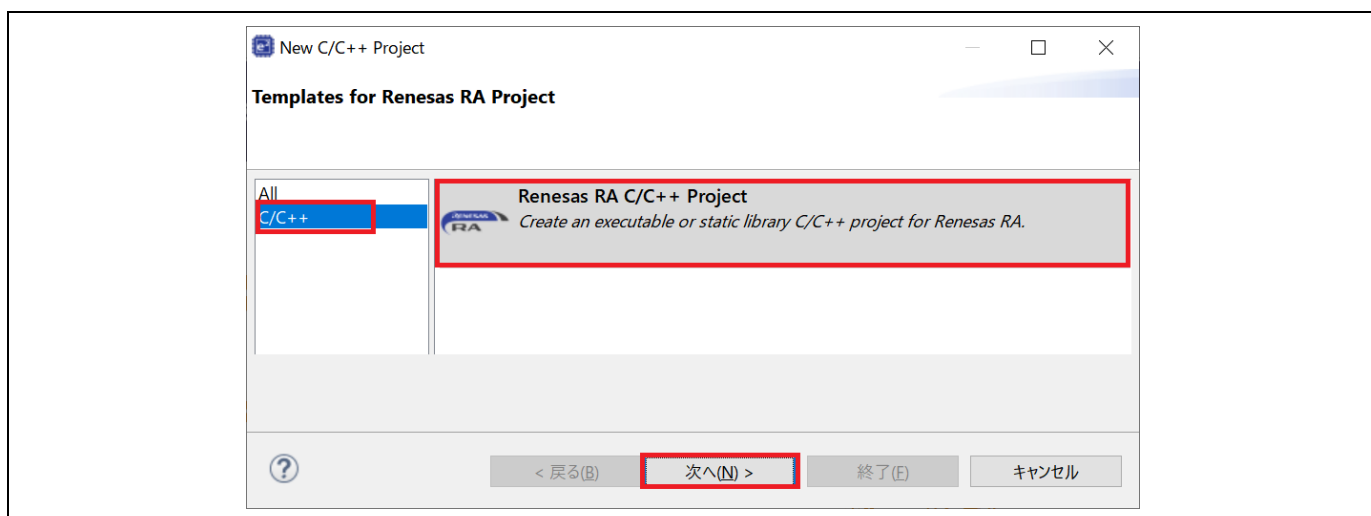 New C/C++ Project
Templates for Renesas RA Project
All
C/C++
Renesas RA C/C++ Project
RENESAS
RA
Create an executable or static library C/C++ project for Renesas RA.
?
< 戻る(B)
次へ(N) >
終了(F)
キャンセル